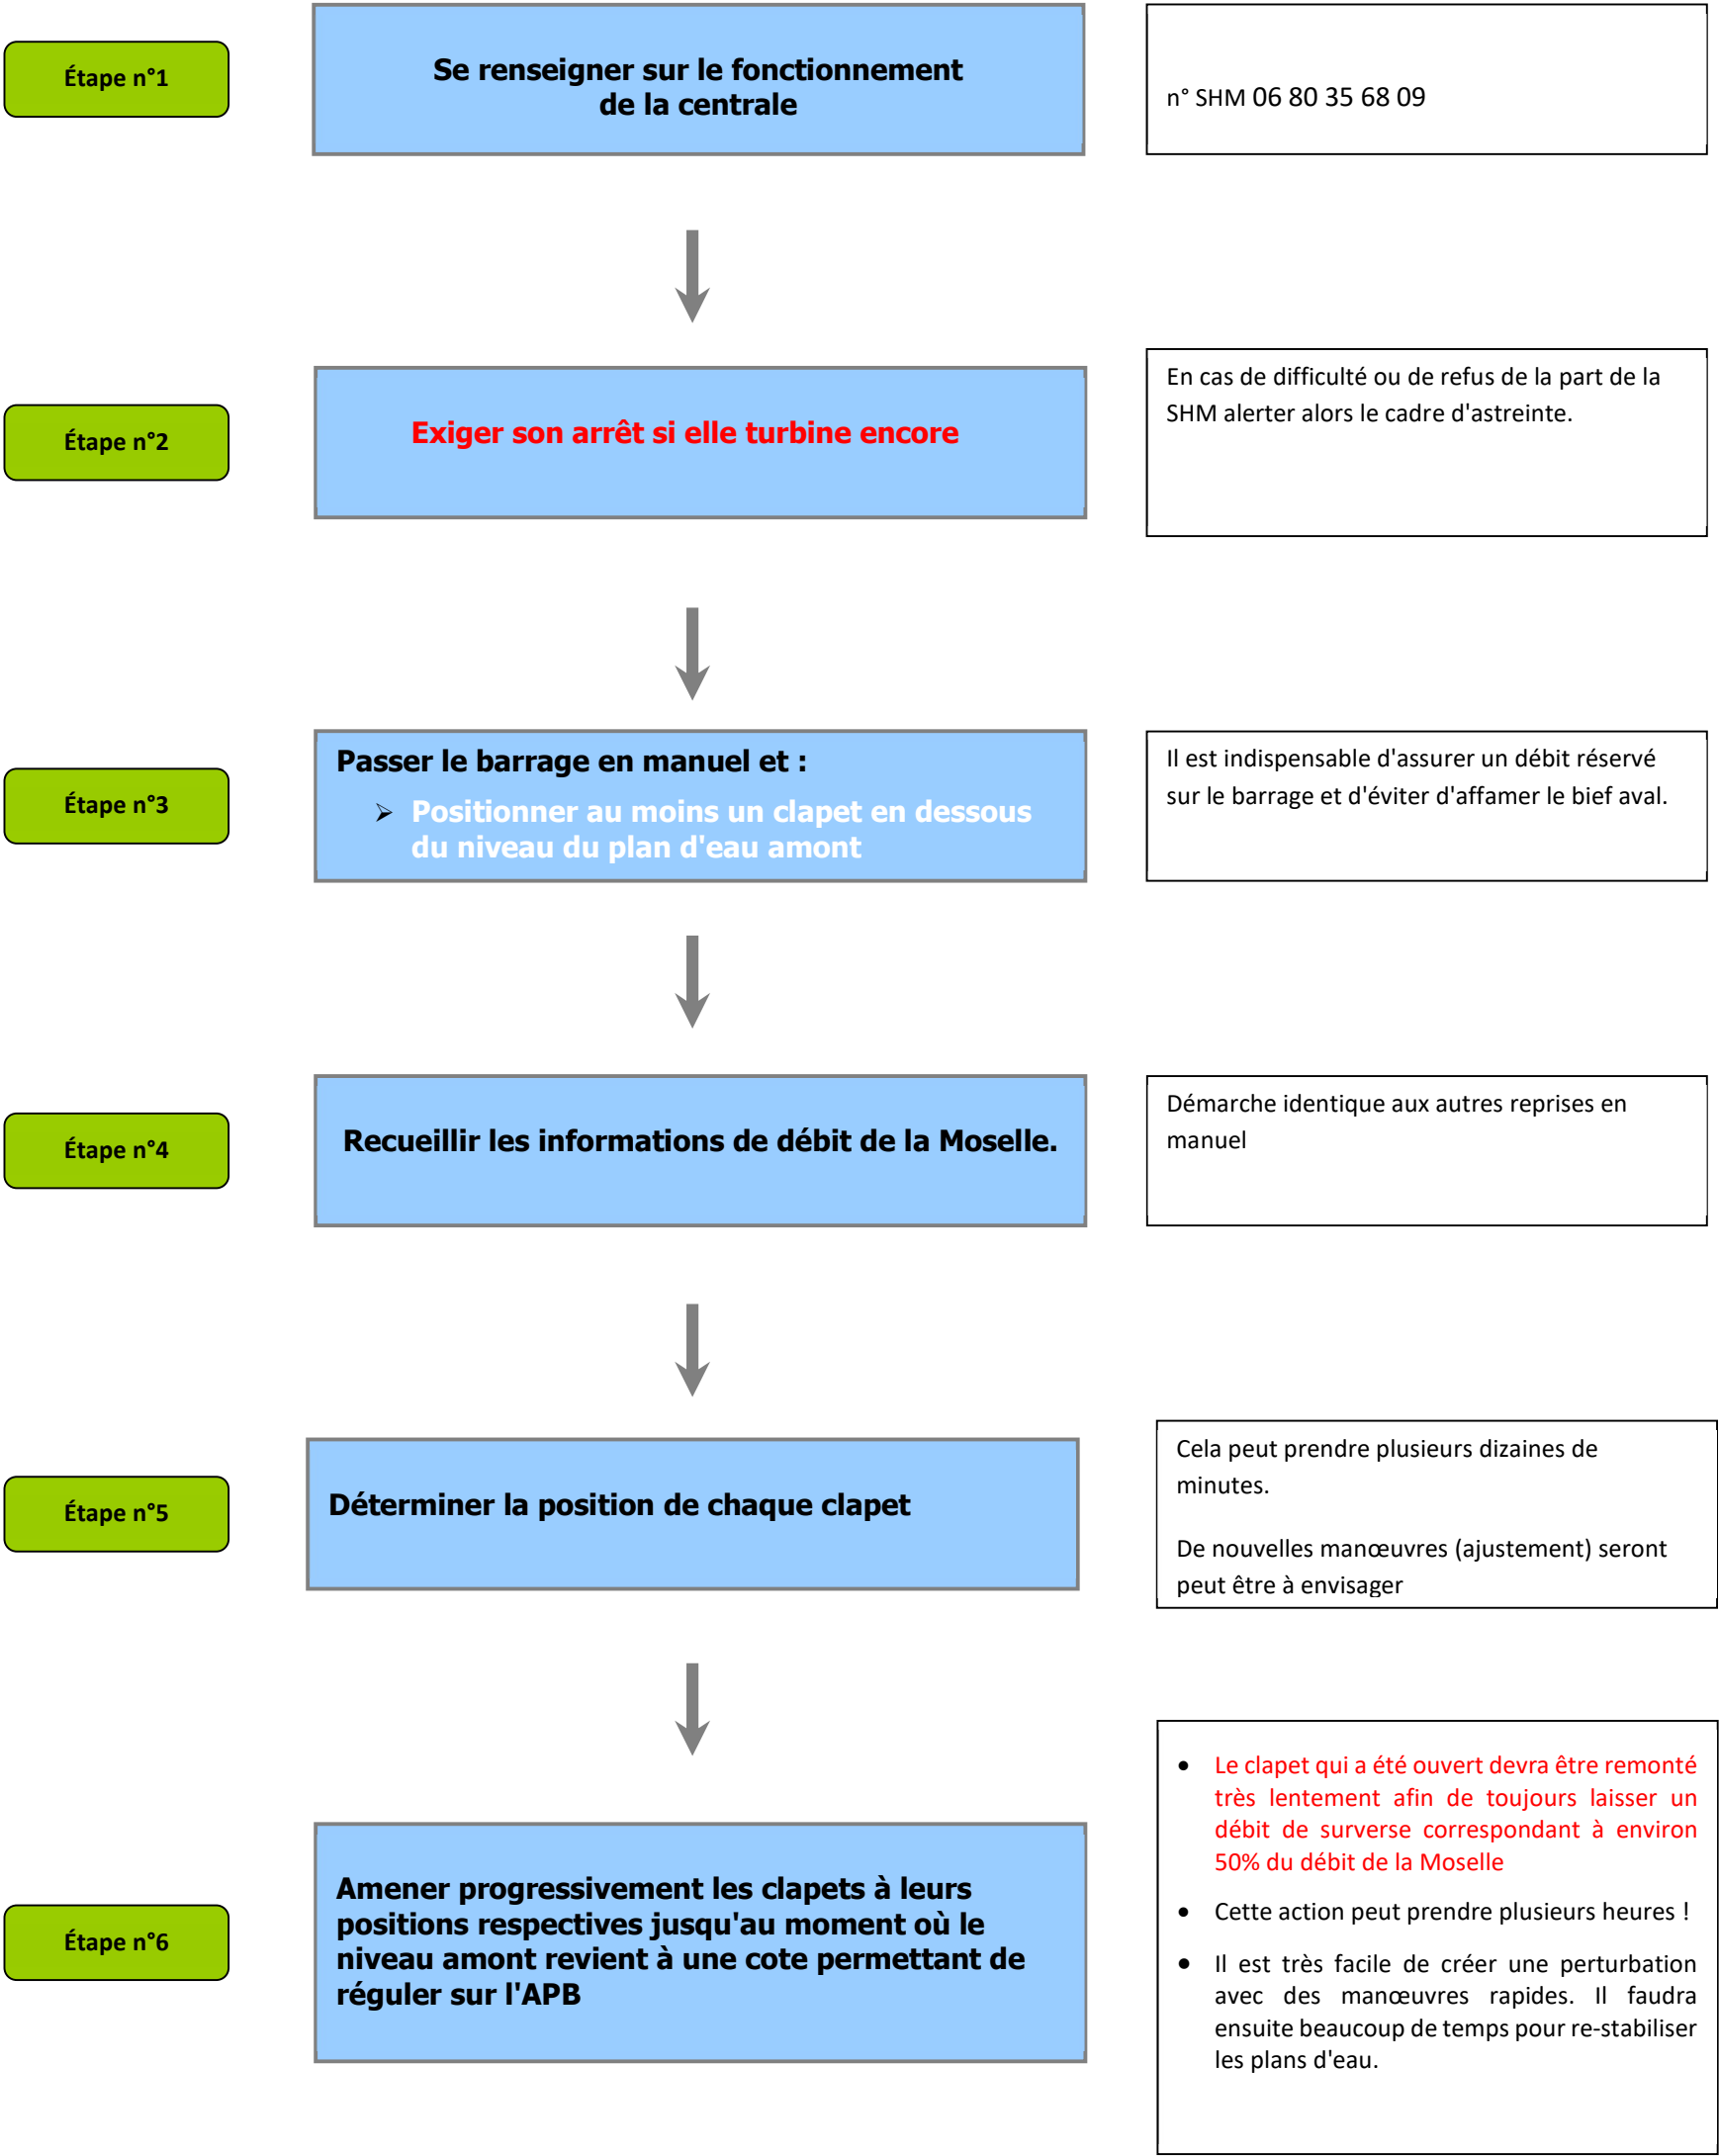 Étape n°1
Se renseigner sur le fonctionnement
de la centrale
n° SHM 06 80 35 68 09
Étape n°2
Exiger son arrêt si elle turbine encore
En cas de difficulté ou de refus de la part de la
SHM alerter alors le cadre d'astreinte.
Étape n°3
Passer le barrage en manuel et :
➢ Positionner au moins un clapet en dessous
du niveau du plan d'eau amont
Il est indispensable d'assurer un débit réservé
sur le barrage et d'éviter d'affamer le bief aval.
Étape n°4
Recueillir les informations de débit de la Moselle.
Démarche identique aux autres reprises en
manuel
Étape n°5
Déterminer la position de chaque clapet
Cela peut prendre plusieurs dizaines de
minutes.
De nouvelles manœuvres (ajustement) seront
peut être à envisager
Étape n°6
Amener progressivement les clapets à leurs
positions respectives jusqu'au moment où le
niveau amont revient à une cote permettant de
réguler sur l'APB
• Le clapet qui a été ouvert devra être remonté
très lentement afin de toujours laisser un
débit de surverse correspondant à environ
50% du débit de la Moselle
• Cette action peut prendre plusieurs heures !
• Il est très facile de créer une perturbation
avec des manœuvres rapides. Il faudra
ensuite beaucoup de temps pour re-stabiliser
les plans d'eau.